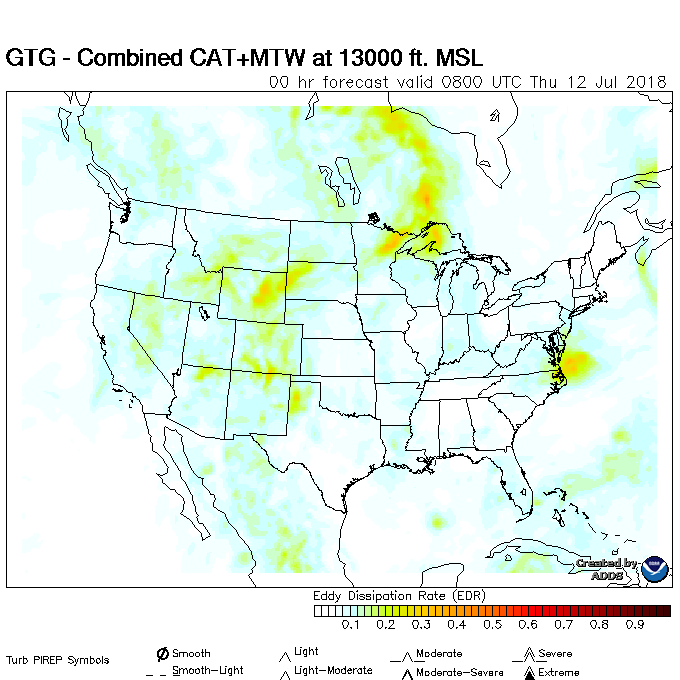 GTG - Combined CAT+MTW at 13000 ft. MSL
00 hr forecast valid 0800 UTC Thu 12 Jul 2018
Created by
ADDS
Eddy Dissipation Rate (EDR)
0.1 0.2 0.3 0.4 0.5 0.6 0.7 0.8 0.9
Turb PIREP Symbols
Smooth Light Moderate Severe
Smooth-Light Light-Moderate Moderate-Severe Extreme